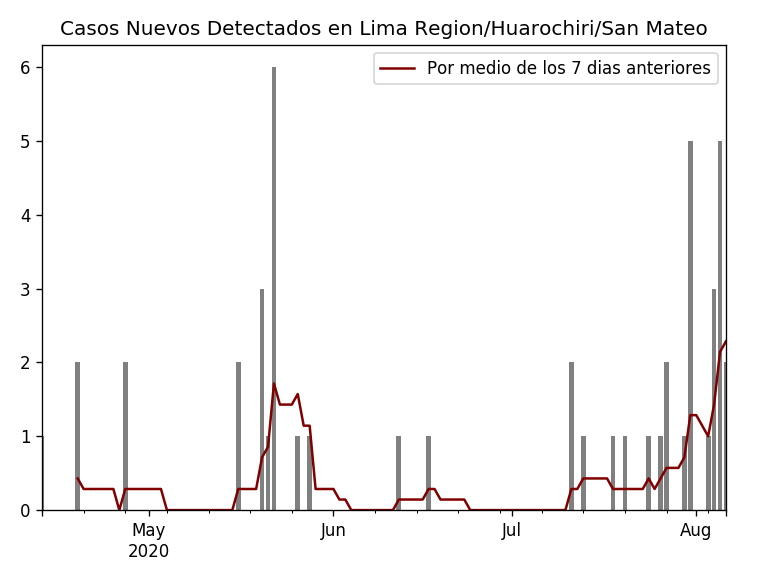 Casos Nuevos Detectados en Lima Region/Huarochiri/San Mateo
Por medio de los 7 dias anteriores
6
5
4
3
2
1
0
May Jun Jul Aug
2020